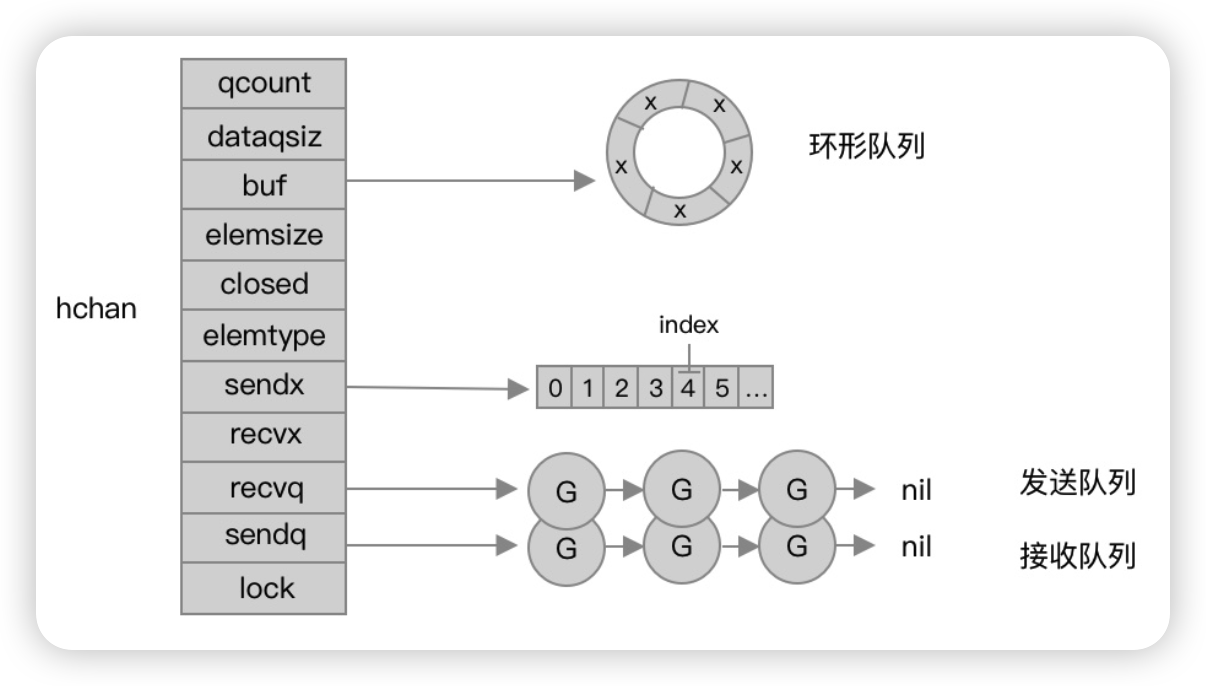 hchan
qcount
dataqsiz
buf
elemsize
closed
elemtype
sendx
recvx
recvq
sendq
lock
x x x x x
环形队列
index
0 1 2 3 4 5 ...
G G G nil 发送队列
G G G nil 接收队列